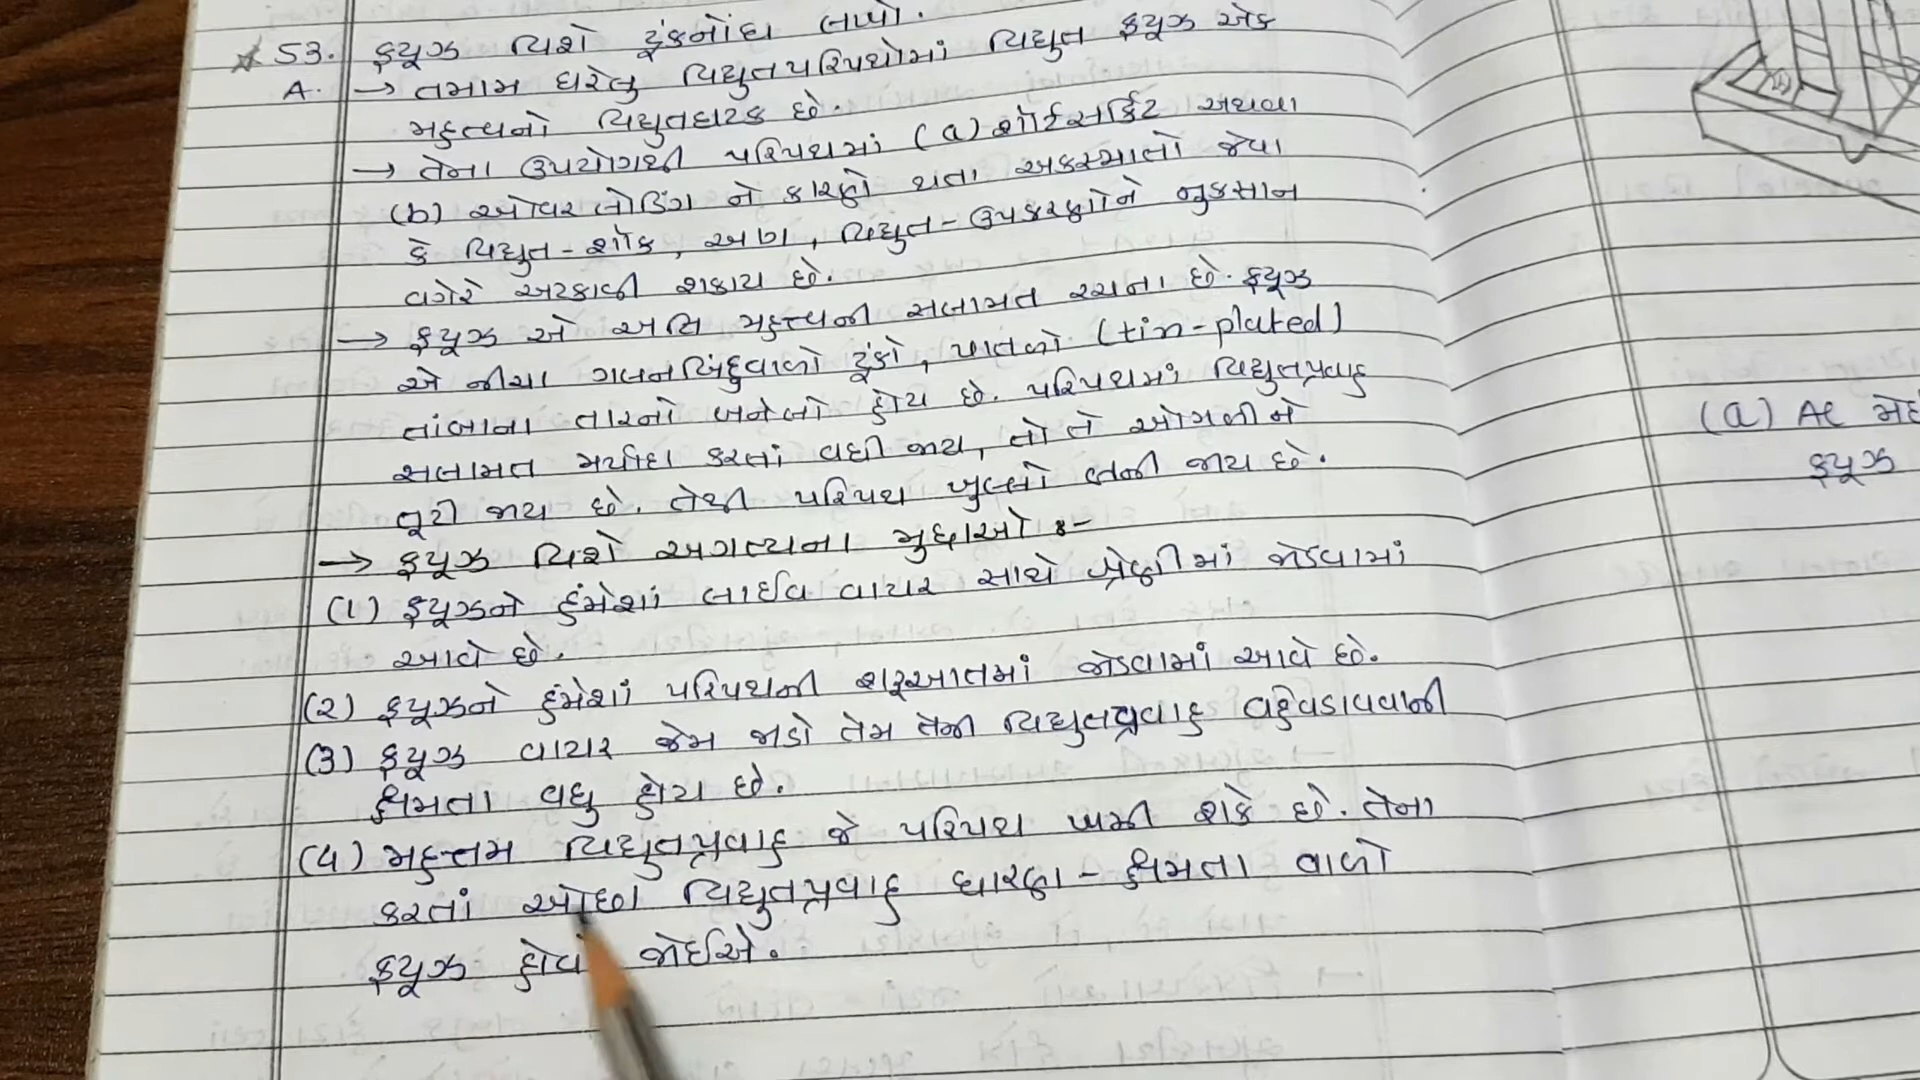 53. ફ્યૂઝ વિશે ટૂંકનોંધ લખો.
A. → તમામ ઘરેલુ વિદ્યુતપરિપથોમાં વિદ્યુત ફ્યૂઝ એક
મહત્ત્વનો વિદ્યુતઘટક છે.
→ તેના ઉપયોગથી પરિપથમાં (a) શૉર્ટસર્કિટ અથવા
(b) ઓવરલોડિંગ ને કારણે થતા અકસ્માતો જેવા
કે વિદ્યુત-શૉક, આગ, વિદ્યુત-ઉપકરણોને નુકસાન
વગેરે અટકાવી શકાય છે.
→ ફ્યૂઝ એ અતિ મહત્ત્વની સલામત રચના છે. ફ્યૂઝ
એ નીચા ગલનબિંદુવાળો ટૂંકો, પાતળો (tin-plated)
તાંબાના તારનો બનેલો હોય છે. પરિપથમાં વિદ્યુતપ્રવાહ
સલામત મર્યાદા કરતાં વધી જાય, તો તે ઓગળીને
તૂટી જાય છે. તેથી પરિપથ ખુલ્લો બની જાય છે.
→ ફ્યૂઝ વિશે અગત્યના મુદ્દાઓ :-
(1) ફ્યૂઝને હંમેશાં લાઈવ વાયર સાથે શ્રેણીમાં જોડવામાં
આવે છે.
(2) ફ્યૂઝને હંમેશાં પરિપથની શરૂઆતમાં જોડવામાં આવે છે.
(3) ફ્યૂઝ વાયર જેમ જાડો તેમ તેની વિદ્યુતપ્રવાહ વહેવડાવવાની
ક્ષમતા વધુ હોય છે.
(4) મહત્તમ વિદ્યુતપ્રવાહ જે પરિપથ ખમી શકે છે. તેના
કરતાં ઓછા વિદ્યુતપ્રવાહ ધારણ-ક્ષમતા વાળો
ફ્યૂઝ જોઈએ.
(a) AC
ફ્યૂઝ